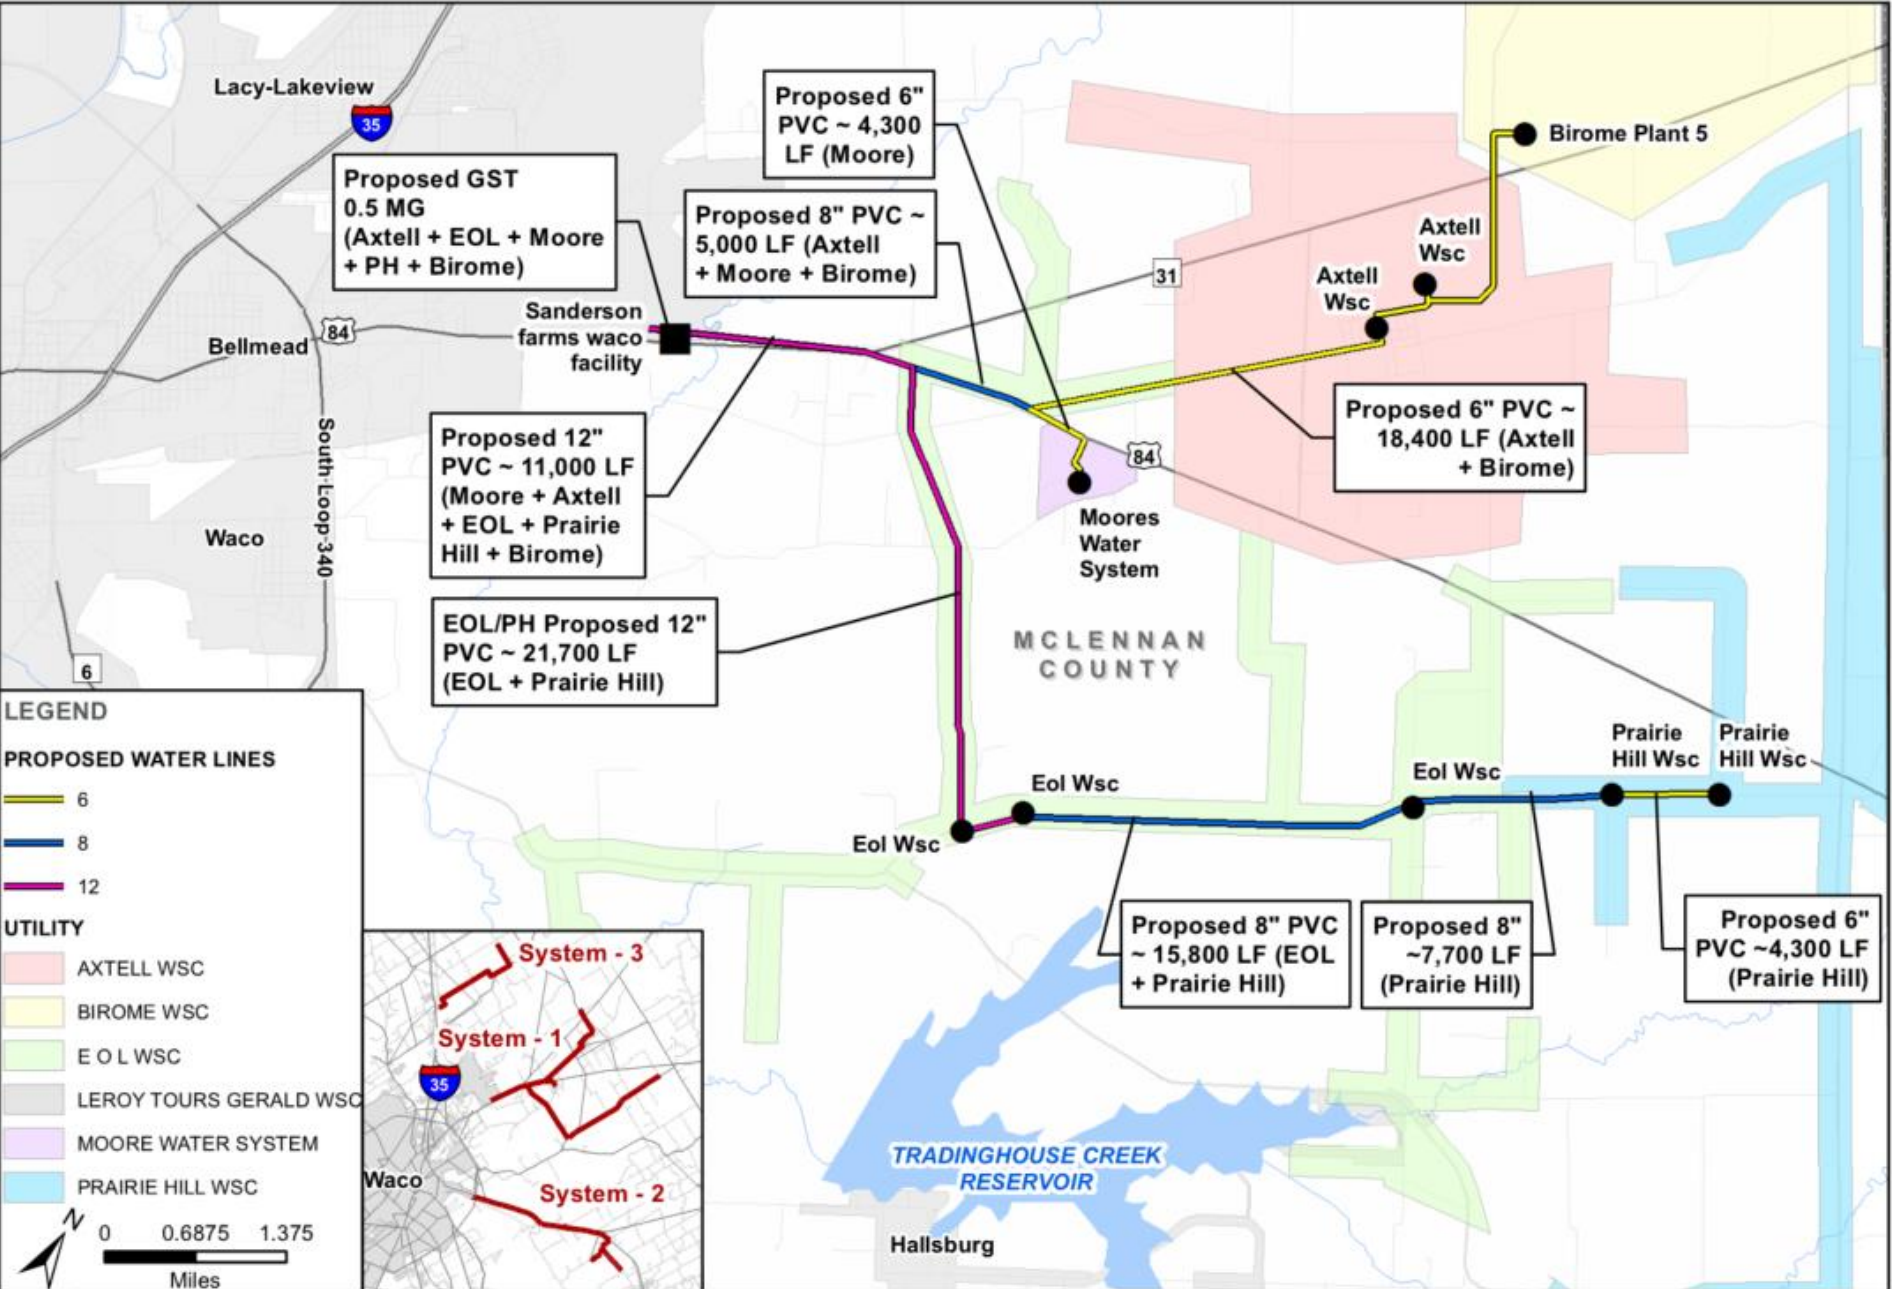 Lacy-Lakeview
35
Proposed 6"
PVC ~ 4,300
LF (Moore)
Birome Plant 5
Proposed GST
0.5 MG
(Axtell + EOL + Moore
+ PH + Birome)
Proposed 8" PVC ~
5,000 LF (Axtell
+ Moore + Birome)
Axtell
Wsc
Axtell
Wsc
31
Sanderson
farms waco
facility
84
Bellmead
Proposed 12"
PVC ~ 11,000 LF
(Moore + Axtell
+ EOL + Prairie
Hill + Birome)
Proposed 6" PVC ~
18,400 LF (Axtell
+ Birome)
84
South Loop 340
Waco
Moores
Water
System
EOL/PH Proposed 12"
PVC ~ 21,700 LF
(EOL + Prairie Hill)
MCLENNAN
COUNTY
6
Prairie
Hill Wsc
Prairie
Hill Wsc
Eol Wsc
Eol Wsc
Eol Wsc
Proposed 8" PVC
~ 15,800 LF (EOL
+ Prairie Hill)
Proposed 8"
~7,700 LF
(Prairie Hill)
Proposed 6"
PVC ~4,300 LF
(Prairie Hill)
TRADINGHOUSE CREEK
RESERVOIR
Hallsburg
LEGEND
PROPOSED WATER LINES
6
8
12
UTILITY
AXTELL WSC
BIROME WSC
E O L WSC
LEROY TOURS GERALD WSC
MOORE WATER SYSTEM
PRAIRIE HILL WSC
N
0 0.6875 1.375
Miles
System - 3
System - 1
35
Waco
System - 2